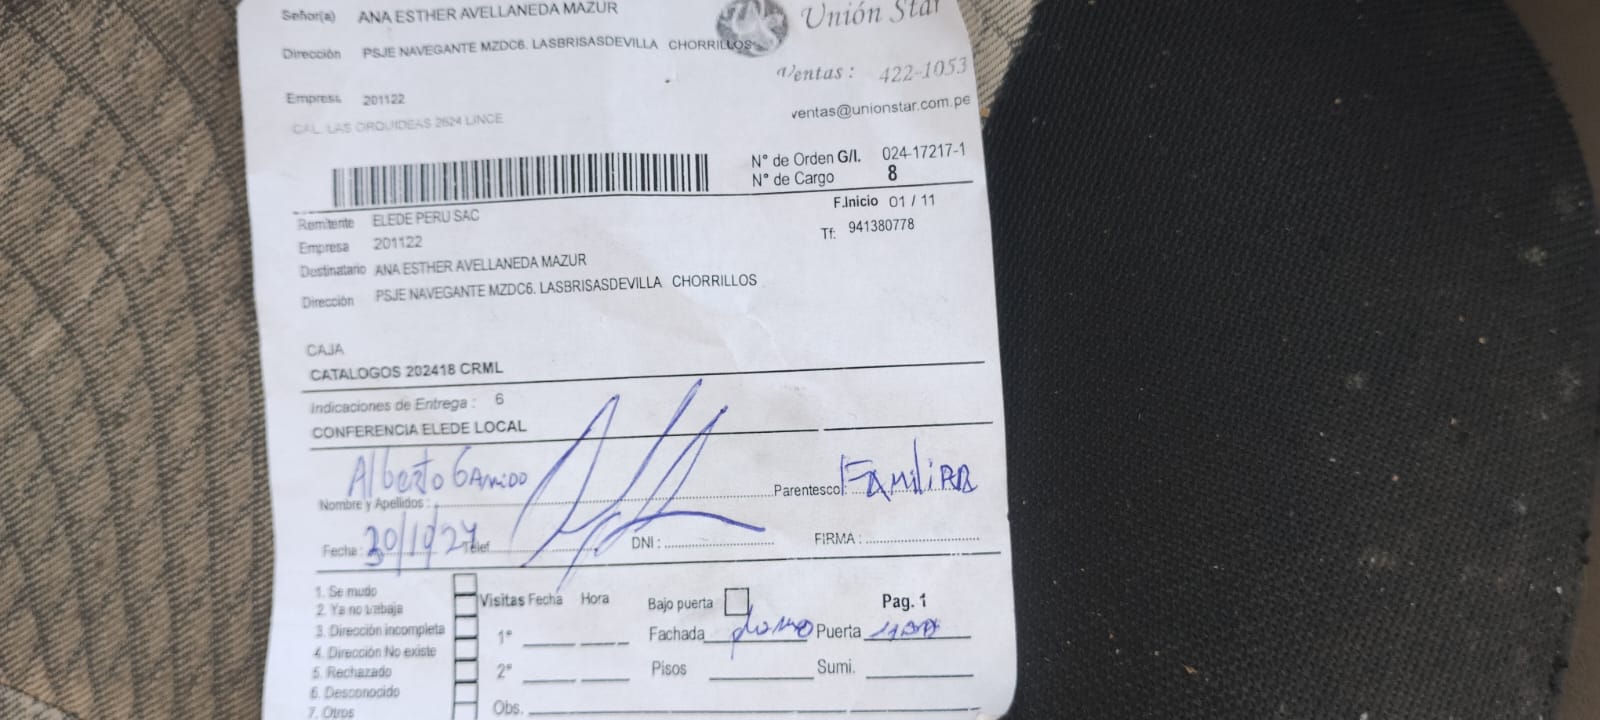 Señor(a) ANA ESTHER AVELLANEDA MAZUR
Unión Star
Dirección PSJE NAVEGANTE MZDC6. LASBRISASDEVILLA CHORRILLOS
Ventas : 422-1053
Empresa 201122
ventas@unionstar.com.pe
CAL. LAS ORQUIDEAS 2624 LINCE
N° de Orden G/I. 024-17217-1
N° de Cargo 8
F.Inicio 01 / 11
Remitente ELEDE PERU SAC
Tf: 941380778
Empresa 201122
Destinatario ANA ESTHER AVELLANEDA MAZUR
Dirección PSJE NAVEGANTE MZDC6. LASBRISASDEVILLA CHORRILLOS
CAJA
CATALOGOS 202418 CRML
Indicaciones de Entrega : 6
CONFERENCIA ELEDE LOCAL
Alberto
Nombre y Apellidos : Parentesco:
Fecha : 30/10/24 Telef DNI : FIRMA :
1. Se mudo
2. Ya no trabaja
3. Dirección incompleta
4. Dirección No existe
5. Rechazado
6. Desconocido
7. Otros
Visitas Fecha Hora
1°
2°
Obs.
Bajo puerta Pag. 1
Fachada Puerta
Pisos Sumi.